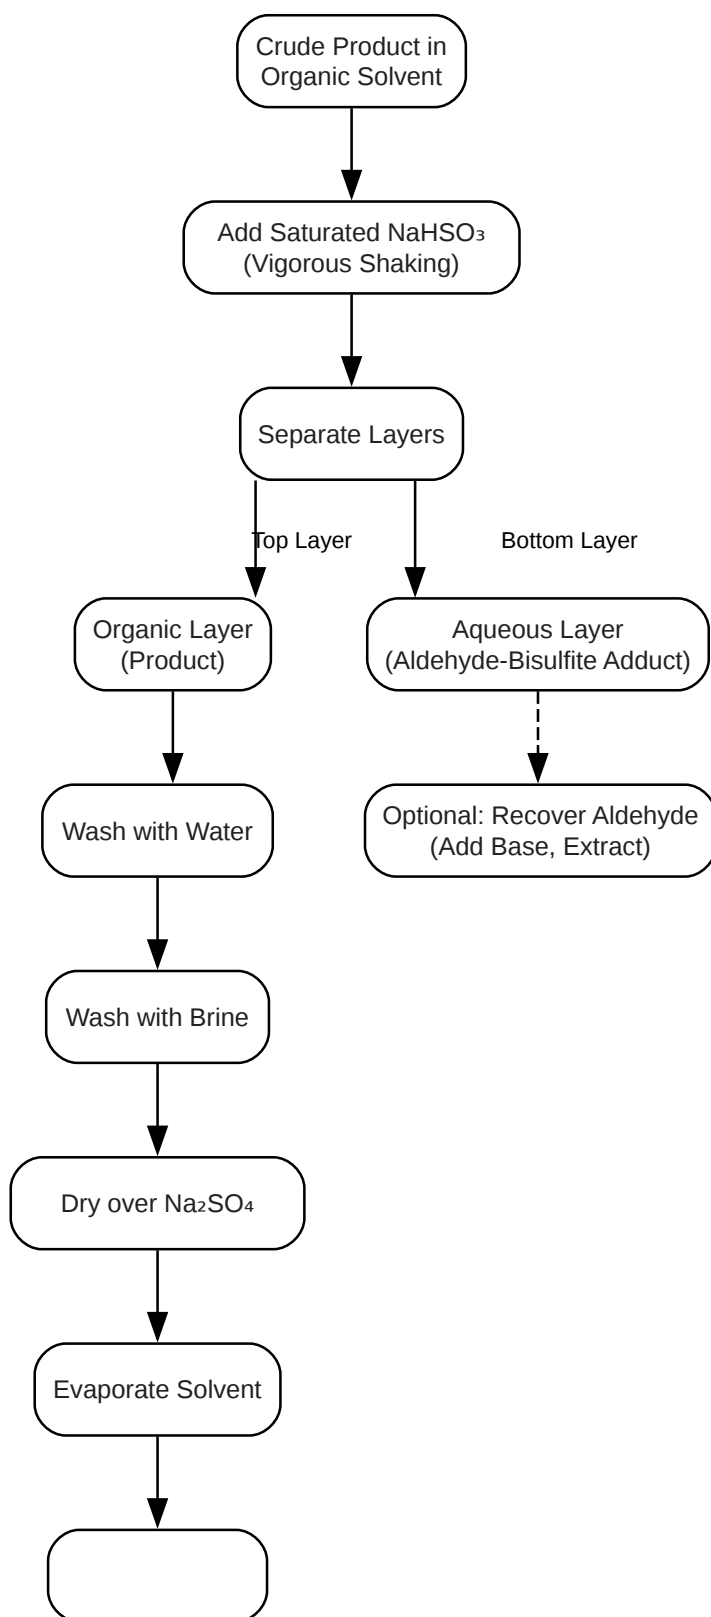 Crude Product in
Organic Solvent
Add Saturated NaHSO₃
(Vigorous Shaking)
Separate Layers
Top Layer
Bottom Layer
Organic Layer
(Product)
Aqueous Layer
(Aldehyde-Bisulfite Adduct)
Wash with Water
Optional: Recover Aldehyde
(Add Base, Extract)
Wash with Brine
Dry over Na₂SO₄
Evaporate Solvent